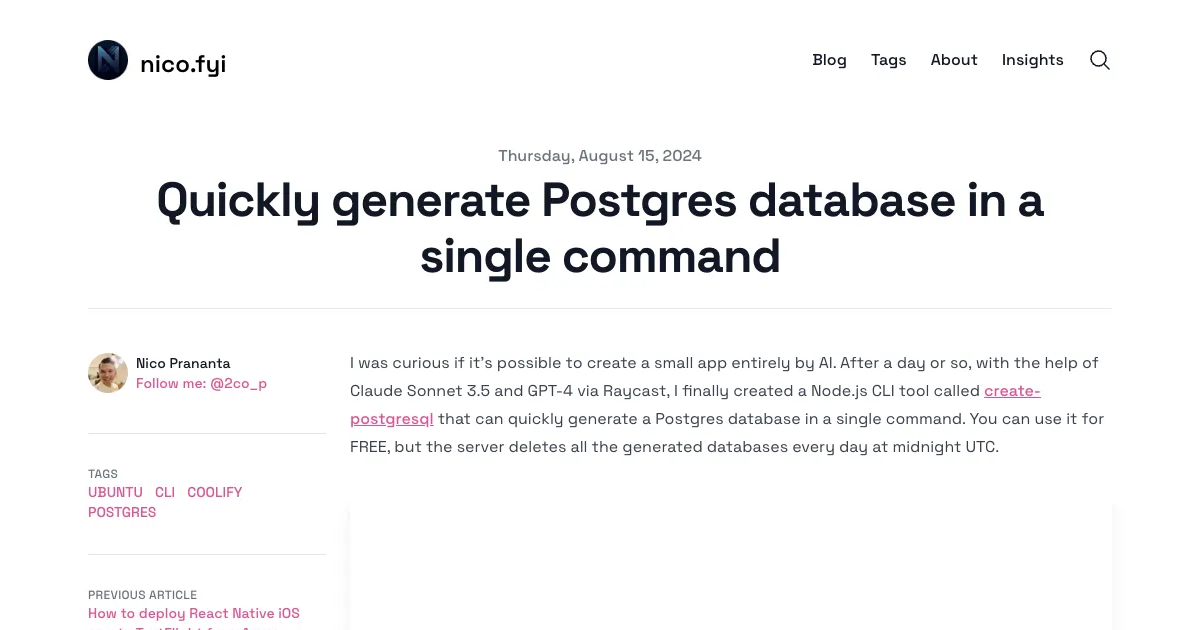 nico.fyi
Blog Tags About Insights
Thursday, August 15, 2024
Quickly generate Postgres database in a
single command
Nico Prananta
Follow me: @2co_p
TAGS
UBUNTU CLI COOLIFY
POSTGRES
PREVIOUS ARTICLE
How to deploy React Native iOS
I was curious if it's possible to create a small app entirely by AI. After a day or so, with the help of
Claude Sonnet 3.5 and GPT-4 via Raycast, I finally created a Node.js CLI tool called create-
postgresql that can quickly generate a Postgres database in a single command. You can use it for
FREE, but the server deletes all the generated databases every day at midnight UTC.